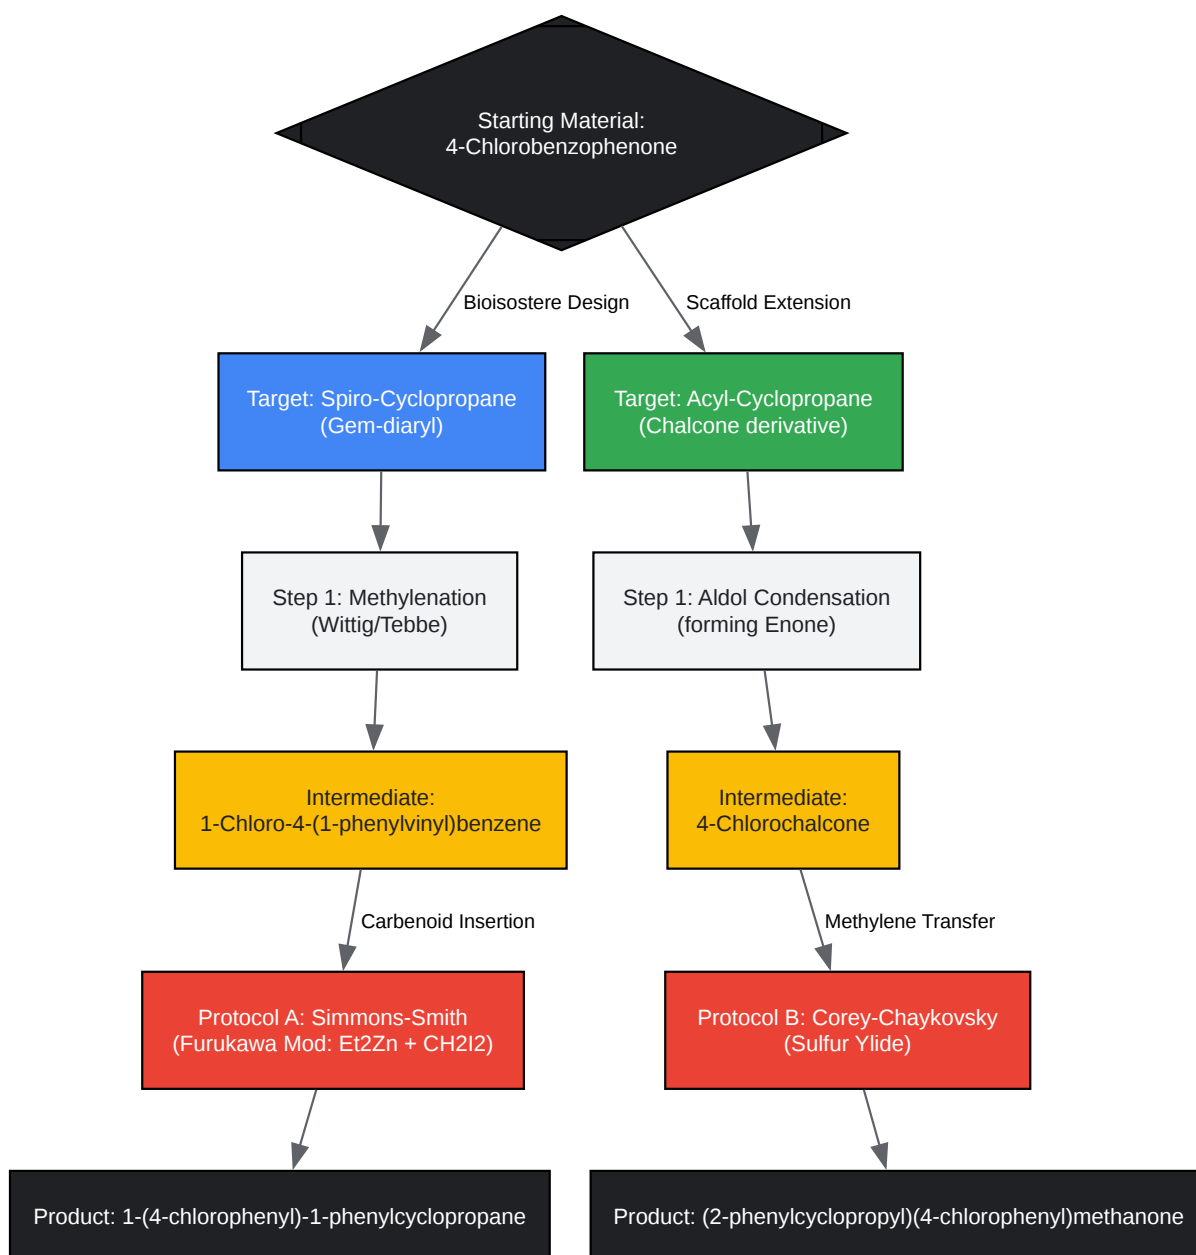 Starting Material:
4-Chlorobenzophenone
Bioisostere Design
Scaffold Extension
Target: Spiro-Cyclopropane
(Gem-diaryl)
Target: Acyl-Cyclopropane
(Chalcone derivative)
Step 1: Methylenation
(Wittig/Tebbe)
Step 1: Aldol Condensation
(forming Enone)
Intermediate:
1-Chloro-4-(1-phenylvinyl)benzene
Intermediate:
4-Chlorochalcone
Carbenoid Insertion
Methylene Transfer
Protocol A: Simmons-Smith
(Furukawa Mod: Et2Zn + CH2I2)
Protocol B: Corey-Chaykovsky
(Sulfur Ylide)
Product: 1-(4-chlorophenyl)-1-phenylcyclopropane
Product: (2-phenylcyclopropyl)(4-chlorophenyl)methanone